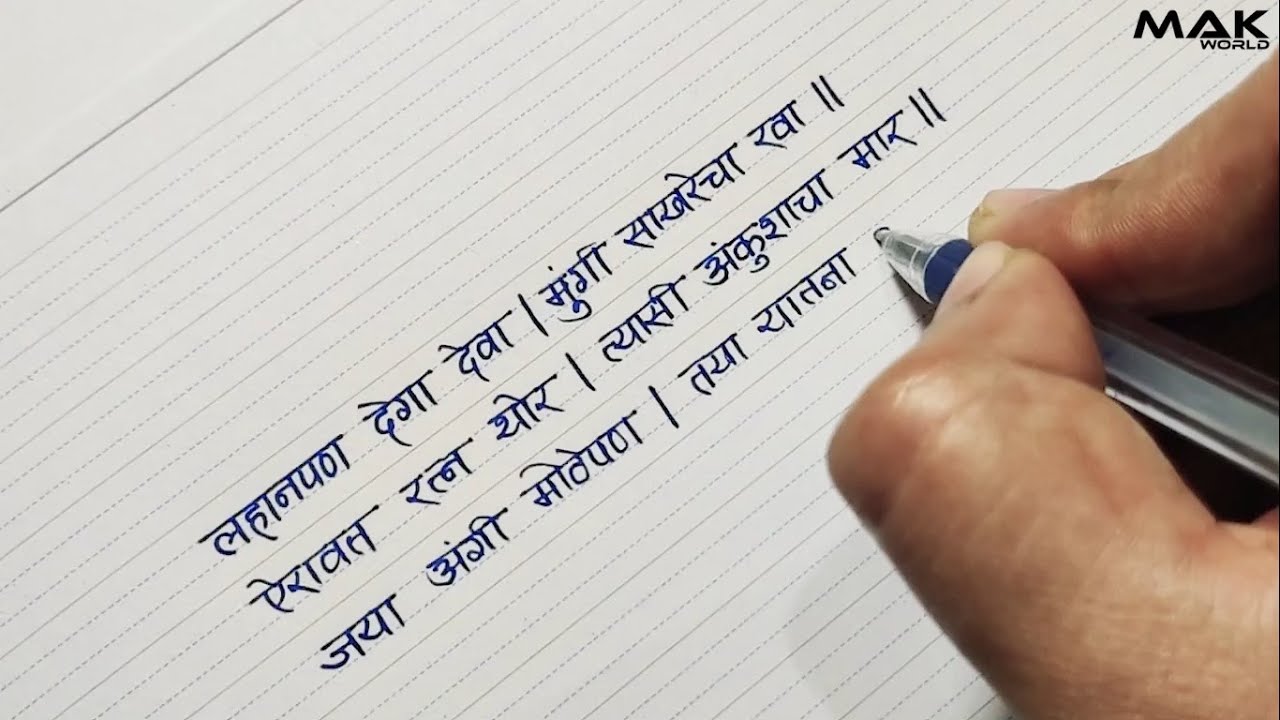 MAK
WORLD
लहानपण देगा देवा | मुंगी साखरेचा रवा ||
ऐरावत रत्न थोर | त्यासी अंकुशाचा मार ||
जया अंगी मोठेपण | तया यातना